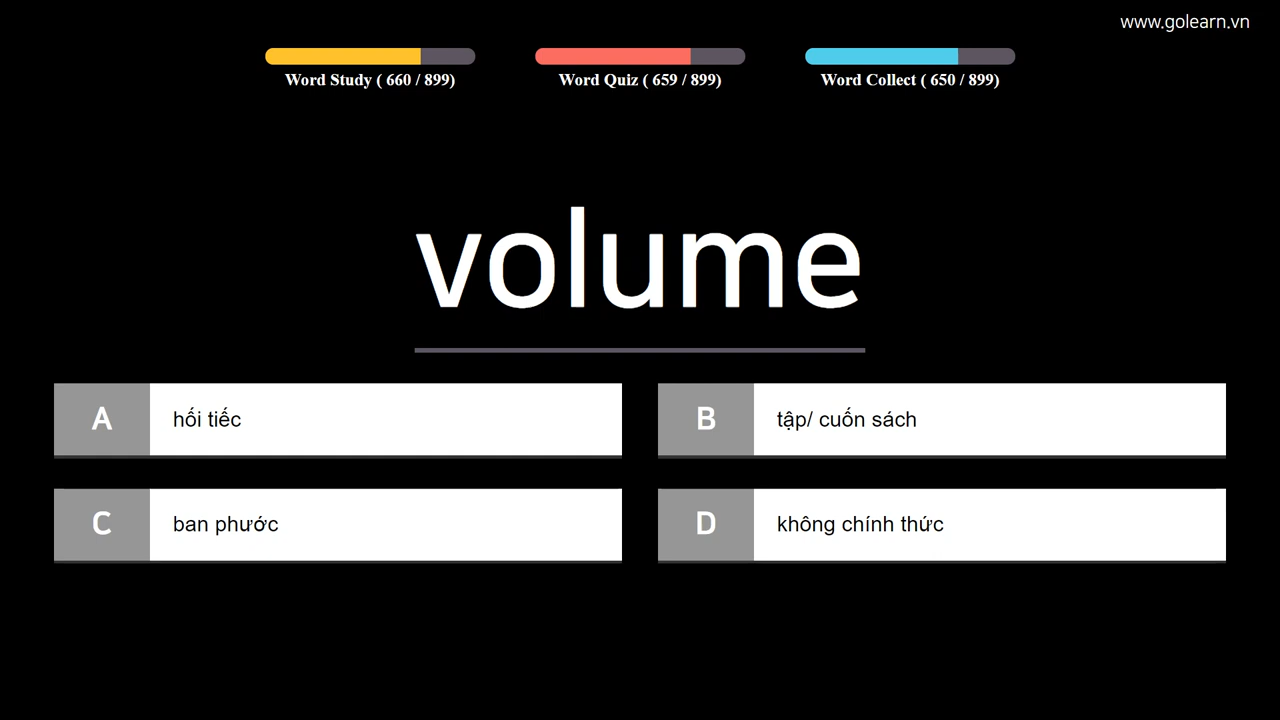 www.golearn.vn
Word Study ( 660 / 899)
Word Quiz ( 659 / 899)
Word Collect ( 650 / 899)
volume
A hối tiếc
B tập/ cuốn sách
C ban phước
D không chính thức